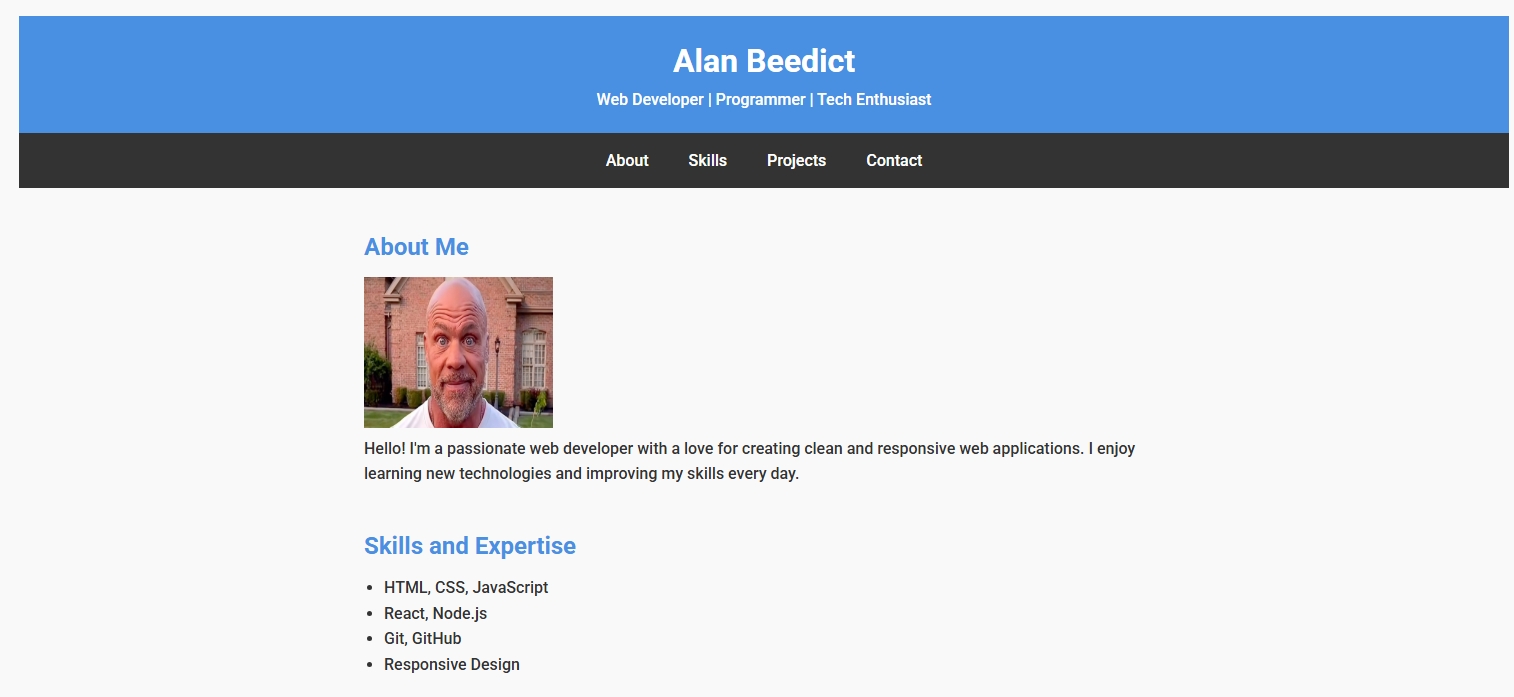 Alan Beedict
Web Developer | Programmer | Tech Enthusiast
About Skills Projects Contact
About Me
Hello! I'm a passionate web developer with a love for creating clean and responsive web applications. I enjoy
learning new technologies and improving my skills every day.
Skills and Expertise
• HTML, CSS, JavaScript
• React, Node.js
• Git, GitHub
• Responsive Design